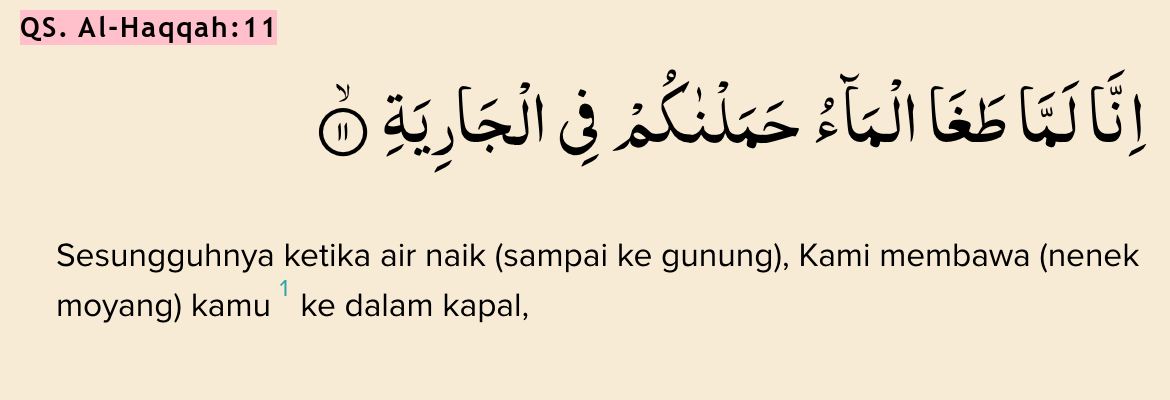 QS. Al-Haqqah:11
اِنَّا لَمَّا طَغَا الْمَاۤءُ حَمَلْنٰكُمْ فِى الْجَارِيَةِۙ ١١
Sesungguhnya ketika air naik (sampai ke gunung), Kami membawa (nenek
moyang) kamu 1 ke dalam kapal,